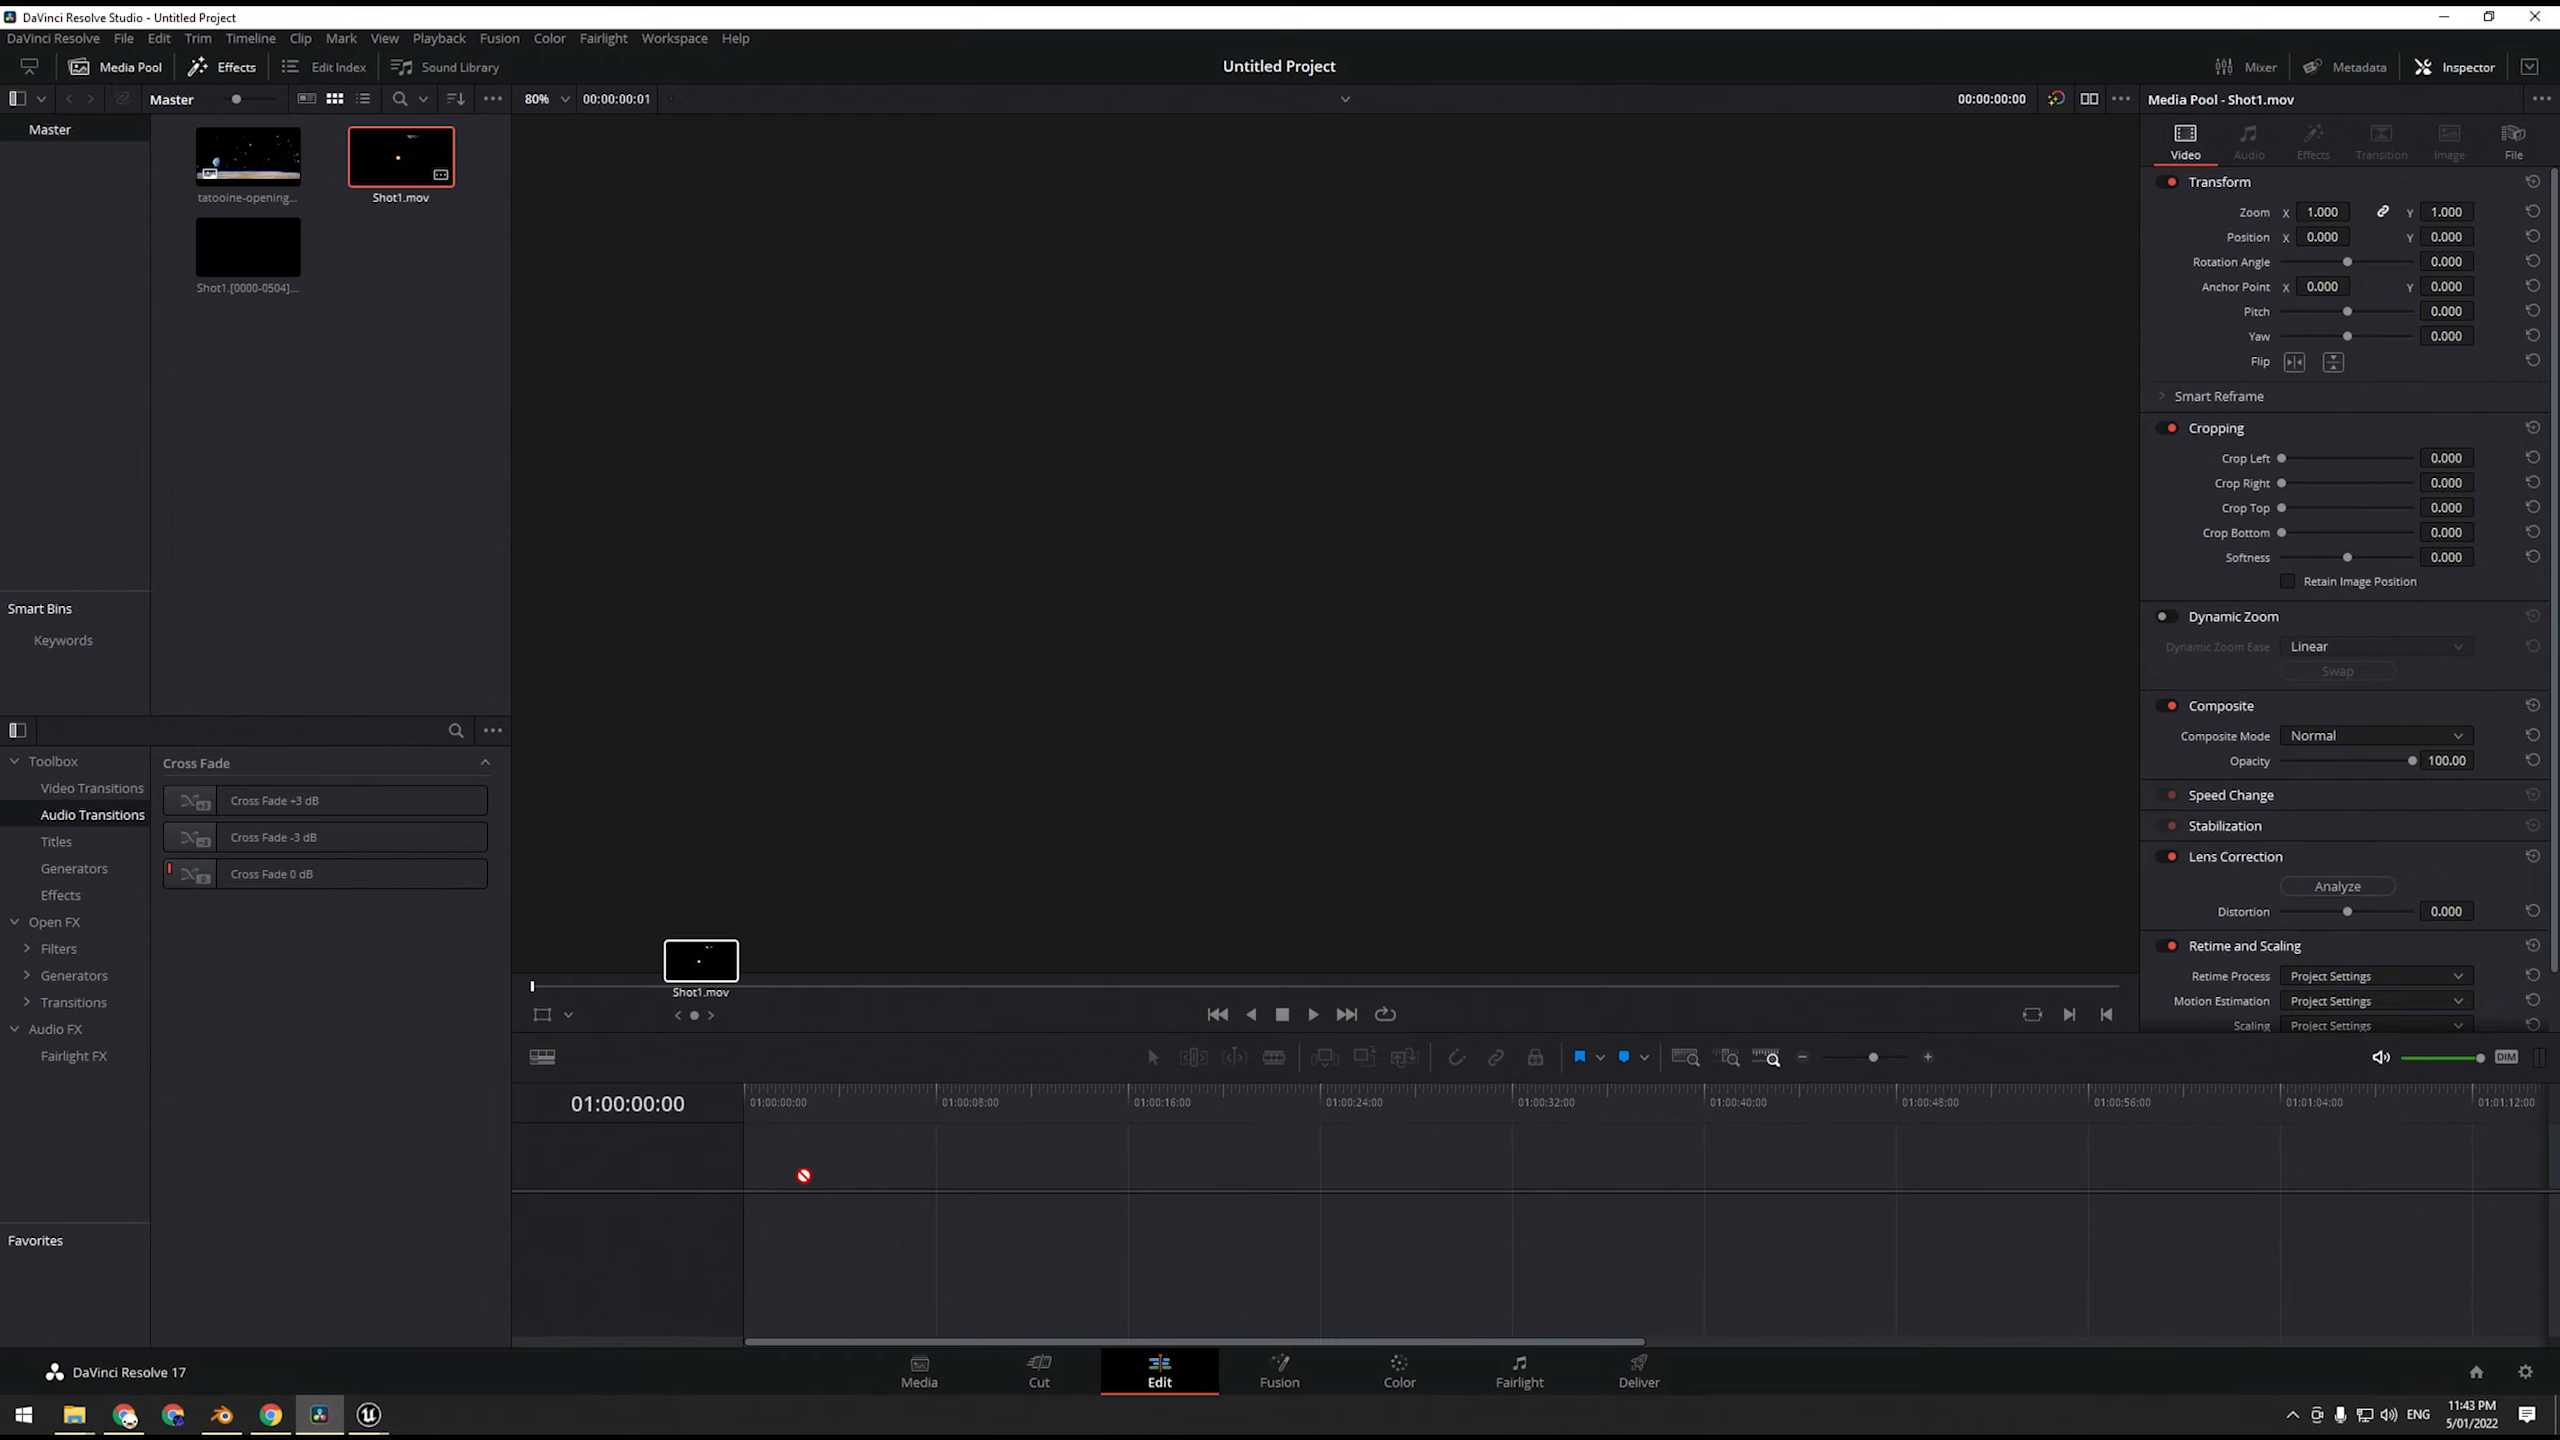 DaVinci Resolve Studio - Untitled Project
DaVinci Resolve File Edit Trim Timeline Clip Mark View Playback Fusion Color Fairlight Workspace Help
Media Pool Effects Edit Index Sound Library Untitled Project Mixer Metadata Inspector
Master 80% 00:00:00:01 00:00:00:00 Media Pool - Shot1.mov
Master
Video Audio Effects Transition Image File
tatooine-opening... Shot1.mov
Shot1.[0000-0504]...
Transform
Zoom X 1.000 Y 1.000
Position X 0.000 Y 0.000
Rotation Angle 0.000
Anchor Point X 0.000 Y 0.000
Pitch 0.000
Yaw 0.000
Flip
Smart Reframe
Cropping
Crop Left 0.000
Crop Right 0.000
Crop Top 0.000
Crop Bottom 0.000
Softness 0.000
Retain Image Position
Dynamic Zoom
Dynamic Zoom Ease Linear
Swap
Composite
Composite Mode Normal
Opacity 100.00
Speed Change
Stabilization
Lens Correction
Analyze
Distortion 0.000
Retime and Scaling
Retime Process Project Settings
Motion Estimation Project Settings
Scaling Project Settings
Smart Bins
Keywords
Toolbox
Video Transitions
Audio Transitions
Titles
Generators
Effects
Open FX
Filters
Generators
Transitions
Audio FX
Fairlight FX
Favorites
Cross Fade
Cross Fade +3 dB
Cross Fade -3 dB
Cross Fade 0 dB
Shot1.mov
DIM
01:00:00:00 01:00:00:00 01:00:08:00 01:00:16:00 01:00:24:00 01:00:32:00 01:00:40:00 01:00:48:00 01:00:56:00 01:01:04:00 01:01:12:00
DaVinci Resolve 17 Media Cut Edit Fusion Color Fairlight Deliver
ENG 11:43 PM
5/01/2022